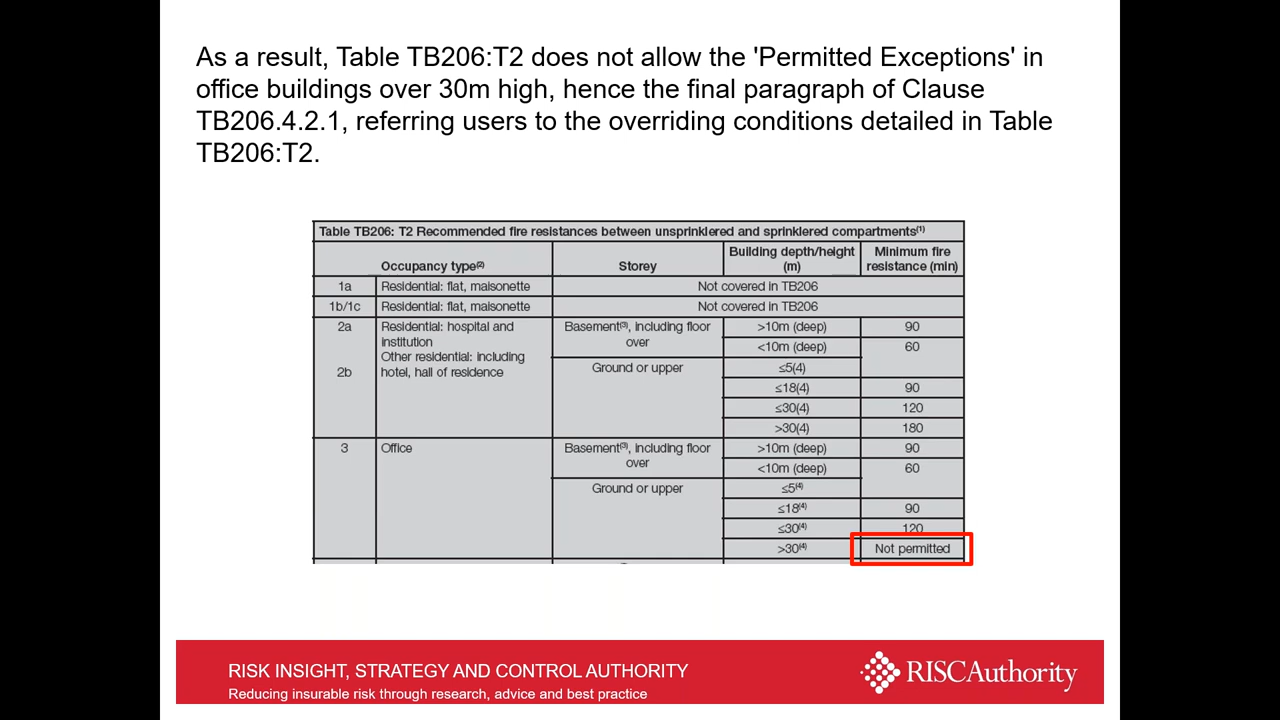 As a result, Table TB206:T2 does not allow the 'Permitted Exceptions' in
office buildings over 30m high, hence the final paragraph of Clause
TB206.4.2.1, referring users to the overriding conditions detailed in Table
TB206:T2.
Table TB206: T2 Recommended fire resistances between unsprinklered and sprinklered compartments(1)
Occupancy type(2) Storey Building depth/height (m) Minimum fire resistance (min)
1a Residential: flat, maisonette Not covered in TB206
1b/1c Residential: flat, maisonette Not covered in TB206
2a Residential: hospital and institution Basement(3), including floor over >10m (deep) 90
<10m (deep) 60
2b Other residential: including hotel, hall of residence Ground or upper ≤5(4)
≤18(4) 90
≤30(4) 120
>30(4) 180
3 Office Basement(3), including floor over >10m (deep) 90
<10m (deep) 60
Ground or upper ≤5(4)
≤18(4) 90
≤30(4) 120
>30(4) Not permitted
RISK INSIGHT, STRATEGY AND CONTROL AUTHORITY
Reducing insurable risk through research, advice and best practice
RISCAuthority